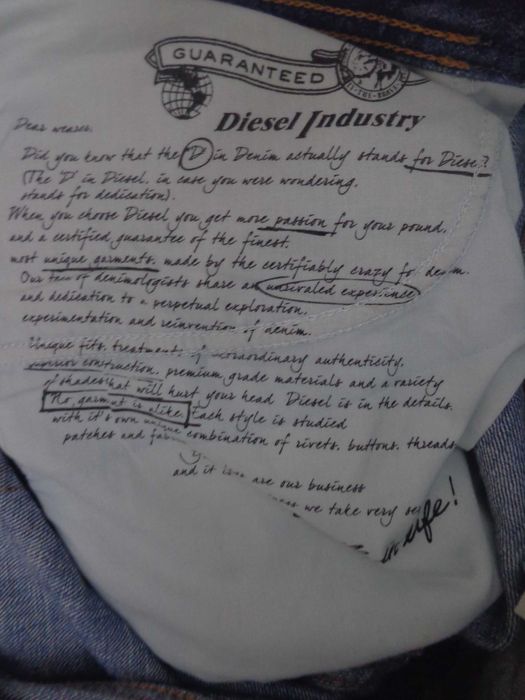 GUARANTEED
Diesel Industry
Dear wearer,
Did you know that the 'D' in Denim actually stands for Diesel?
(The 'D' in Diesel, in case you were wondering,
stands for dedication).
When you choose Diesel you get more passion for your pound,
and a certified guarantee of the finest,
most unique garments, made by the certifiably crazy fo denim.
Our team of denimologists share an unrivaled experience
and dedication to a perpetual exploration,
experimentation and reinvention of denim.
Unique fits, treatments of extraordinary authenticity,
superior construction, premium grade materials and a variety
of shades that will hurt your head Diesel is in the details.
No garment is alike. Each style is studied
with it's own unique combination of rivets, buttons, threads,
patches and
and it are our business
we take very
in life!